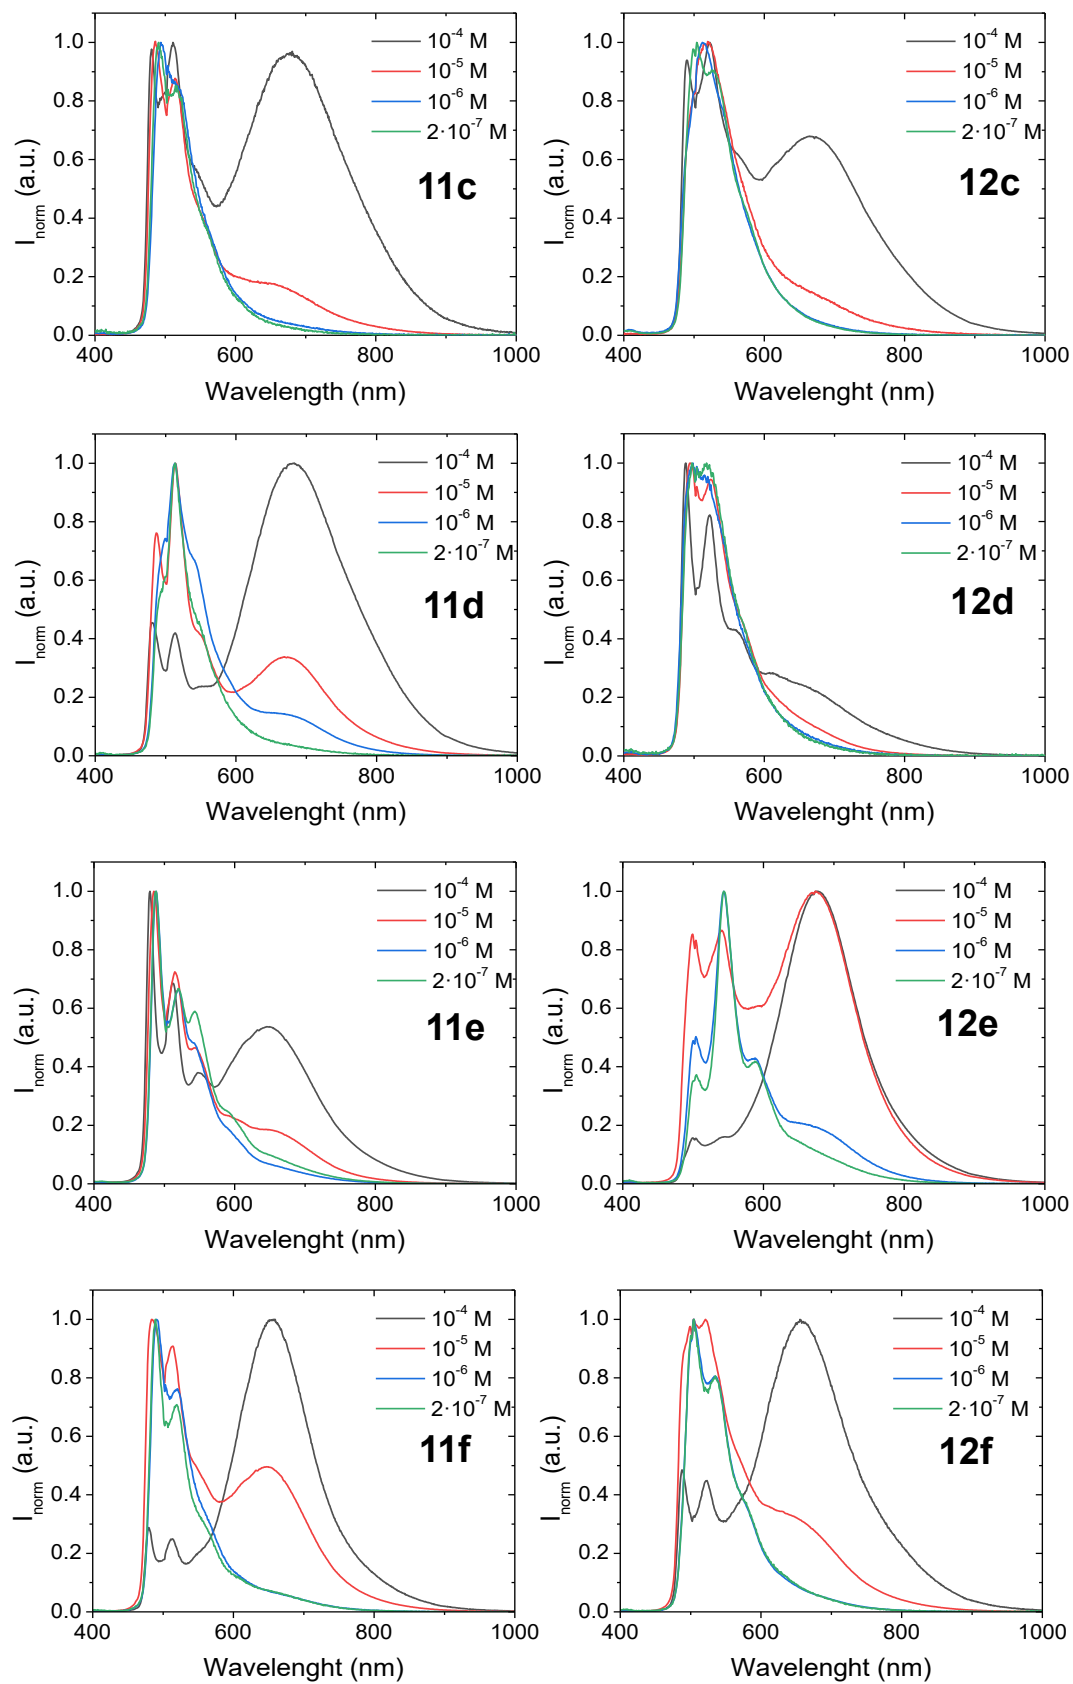 I_norm (a.u.)
1.0
0.8
0.6
0.4
0.2
0.0
10⁻⁴ M
10⁻⁵ M
10⁻⁶ M
2·10⁻⁷ M
11c
400 600 800 1000
Wavelength (nm)
I_norm (a.u.)
1.0
0.8
0.6
0.4
0.2
0.0
10⁻⁴ M
10⁻⁵ M
10⁻⁶ M
2·10⁻⁷ M
12c
400 600 800 1000
Wavelength (nm)
I_norm (a.u.)
1.0
0.8
0.6
0.4
0.2
0.0
10⁻⁴ M
10⁻⁵ M
10⁻⁶ M
2·10⁻⁷ M
11d
400 600 800 1000
Wavelenght (nm)
I_norm (a.u.)
1.0
0.8
0.6
0.4
0.2
0.0
10⁻⁴ M
10⁻⁵ M
10⁻⁶ M
2·10⁻⁷ M
12d
400 600 800 1000
Wavelenght (nm)
I_norm (a.u.)
1.0
0.8
0.6
0.4
0.2
0.0
10⁻⁴ M
10⁻⁵ M
10⁻⁶ M
2·10⁻⁷ M
11e
400 600 800 1000
Wavelenght (nm)
I_norm (a.u.)
1.0
0.8
0.6
0.4
0.2
0.0
10⁻⁴ M
10⁻⁵ M
10⁻⁶ M
2·10⁻⁷ M
12e
400 600 800 1000
Wavelenght (nm)
I_norm (a.u.)
1.0
0.8
0.6
0.4
0.2
0.0
10⁻⁴ M
10⁻⁵ M
10⁻⁶ M
2·10⁻⁷ M
11f
400 600 800 1000
Wavelenght (nm)
I_norm (a.u.)
1.0
0.8
0.6
0.4
0.2
0.0
10⁻⁴ M
10⁻⁵ M
10⁻⁶ M
2·10⁻⁷ M
12f
400 600 800 1000
Wavelenght (nm)